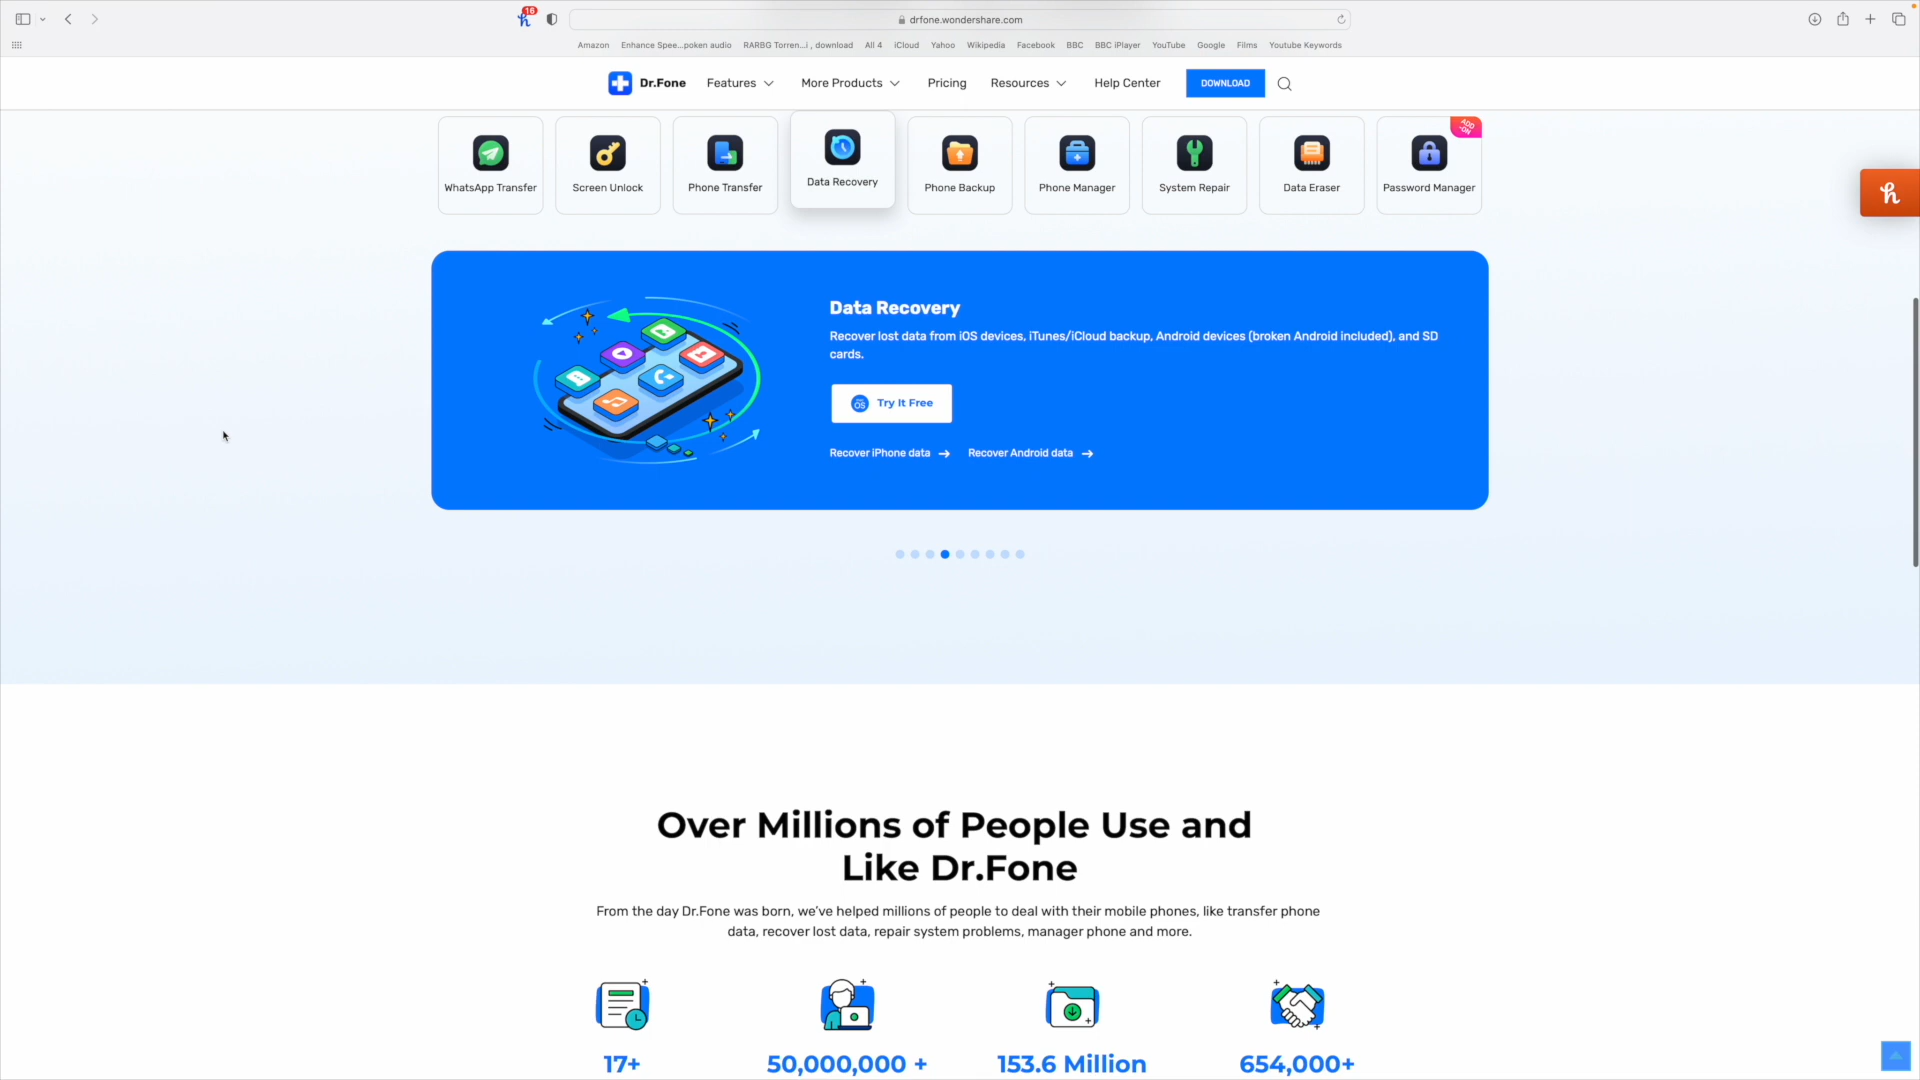 16
drfone.wondershare.com
Amazon Enhance Spee...poken audio RARBG Torren...i , download All 4 iCloud Yahoo Wikipedia Facebook BBC BBC iPlayer YouTube Google Films Youtube Keywords
Dr.Fone Features More Products Pricing Resources Help Center DOWNLOAD
ADD
-ON
WhatsApp Transfer Screen Unlock Phone Transfer Data Recovery Phone Backup Phone Manager System Repair Data Eraser Password Manager
h
Data Recovery
Recover lost data from iOS devices, iTunes/iCloud backup, Android devices (broken Android included), and SD
cards.
Try It Free
Recover iPhone data → Recover Android data →
Over Millions of People Use and
Like Dr.Fone
From the day Dr.Fone was born, we've helped millions of people to deal with their mobile phones, like transfer phone
data, recover lost data, repair system problems, manager phone and more.
17+ 50,000,000 + 153.6 Million 654,000+